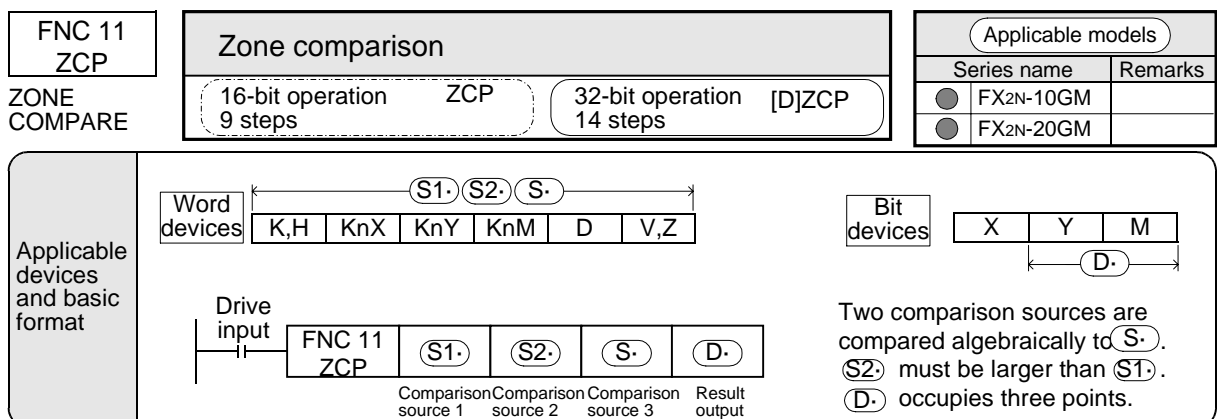 FNC 11
ZCP
ZONE
COMPARE
Zone comparison
16-bit operation ZCP
9 steps
32-bit operation [D]ZCP
14 steps
Applicable models
Series name Remarks
FX2N-10GM
FX2N-20GM
Applicable
devices
and basic
format
Word
devices
S1· S2· S·
K,H KnX KnY KnM D V,Z
Bit
devices
X Y M
D·
Drive
input
FNC 11
ZCP
S1· S2· S· D·
Comparison source 1
Comparison source 2
Comparison source 3
Result output
Two comparison sources are
compared algebraically to S· .
S2· must be larger than S1· .
D· occupies three points.